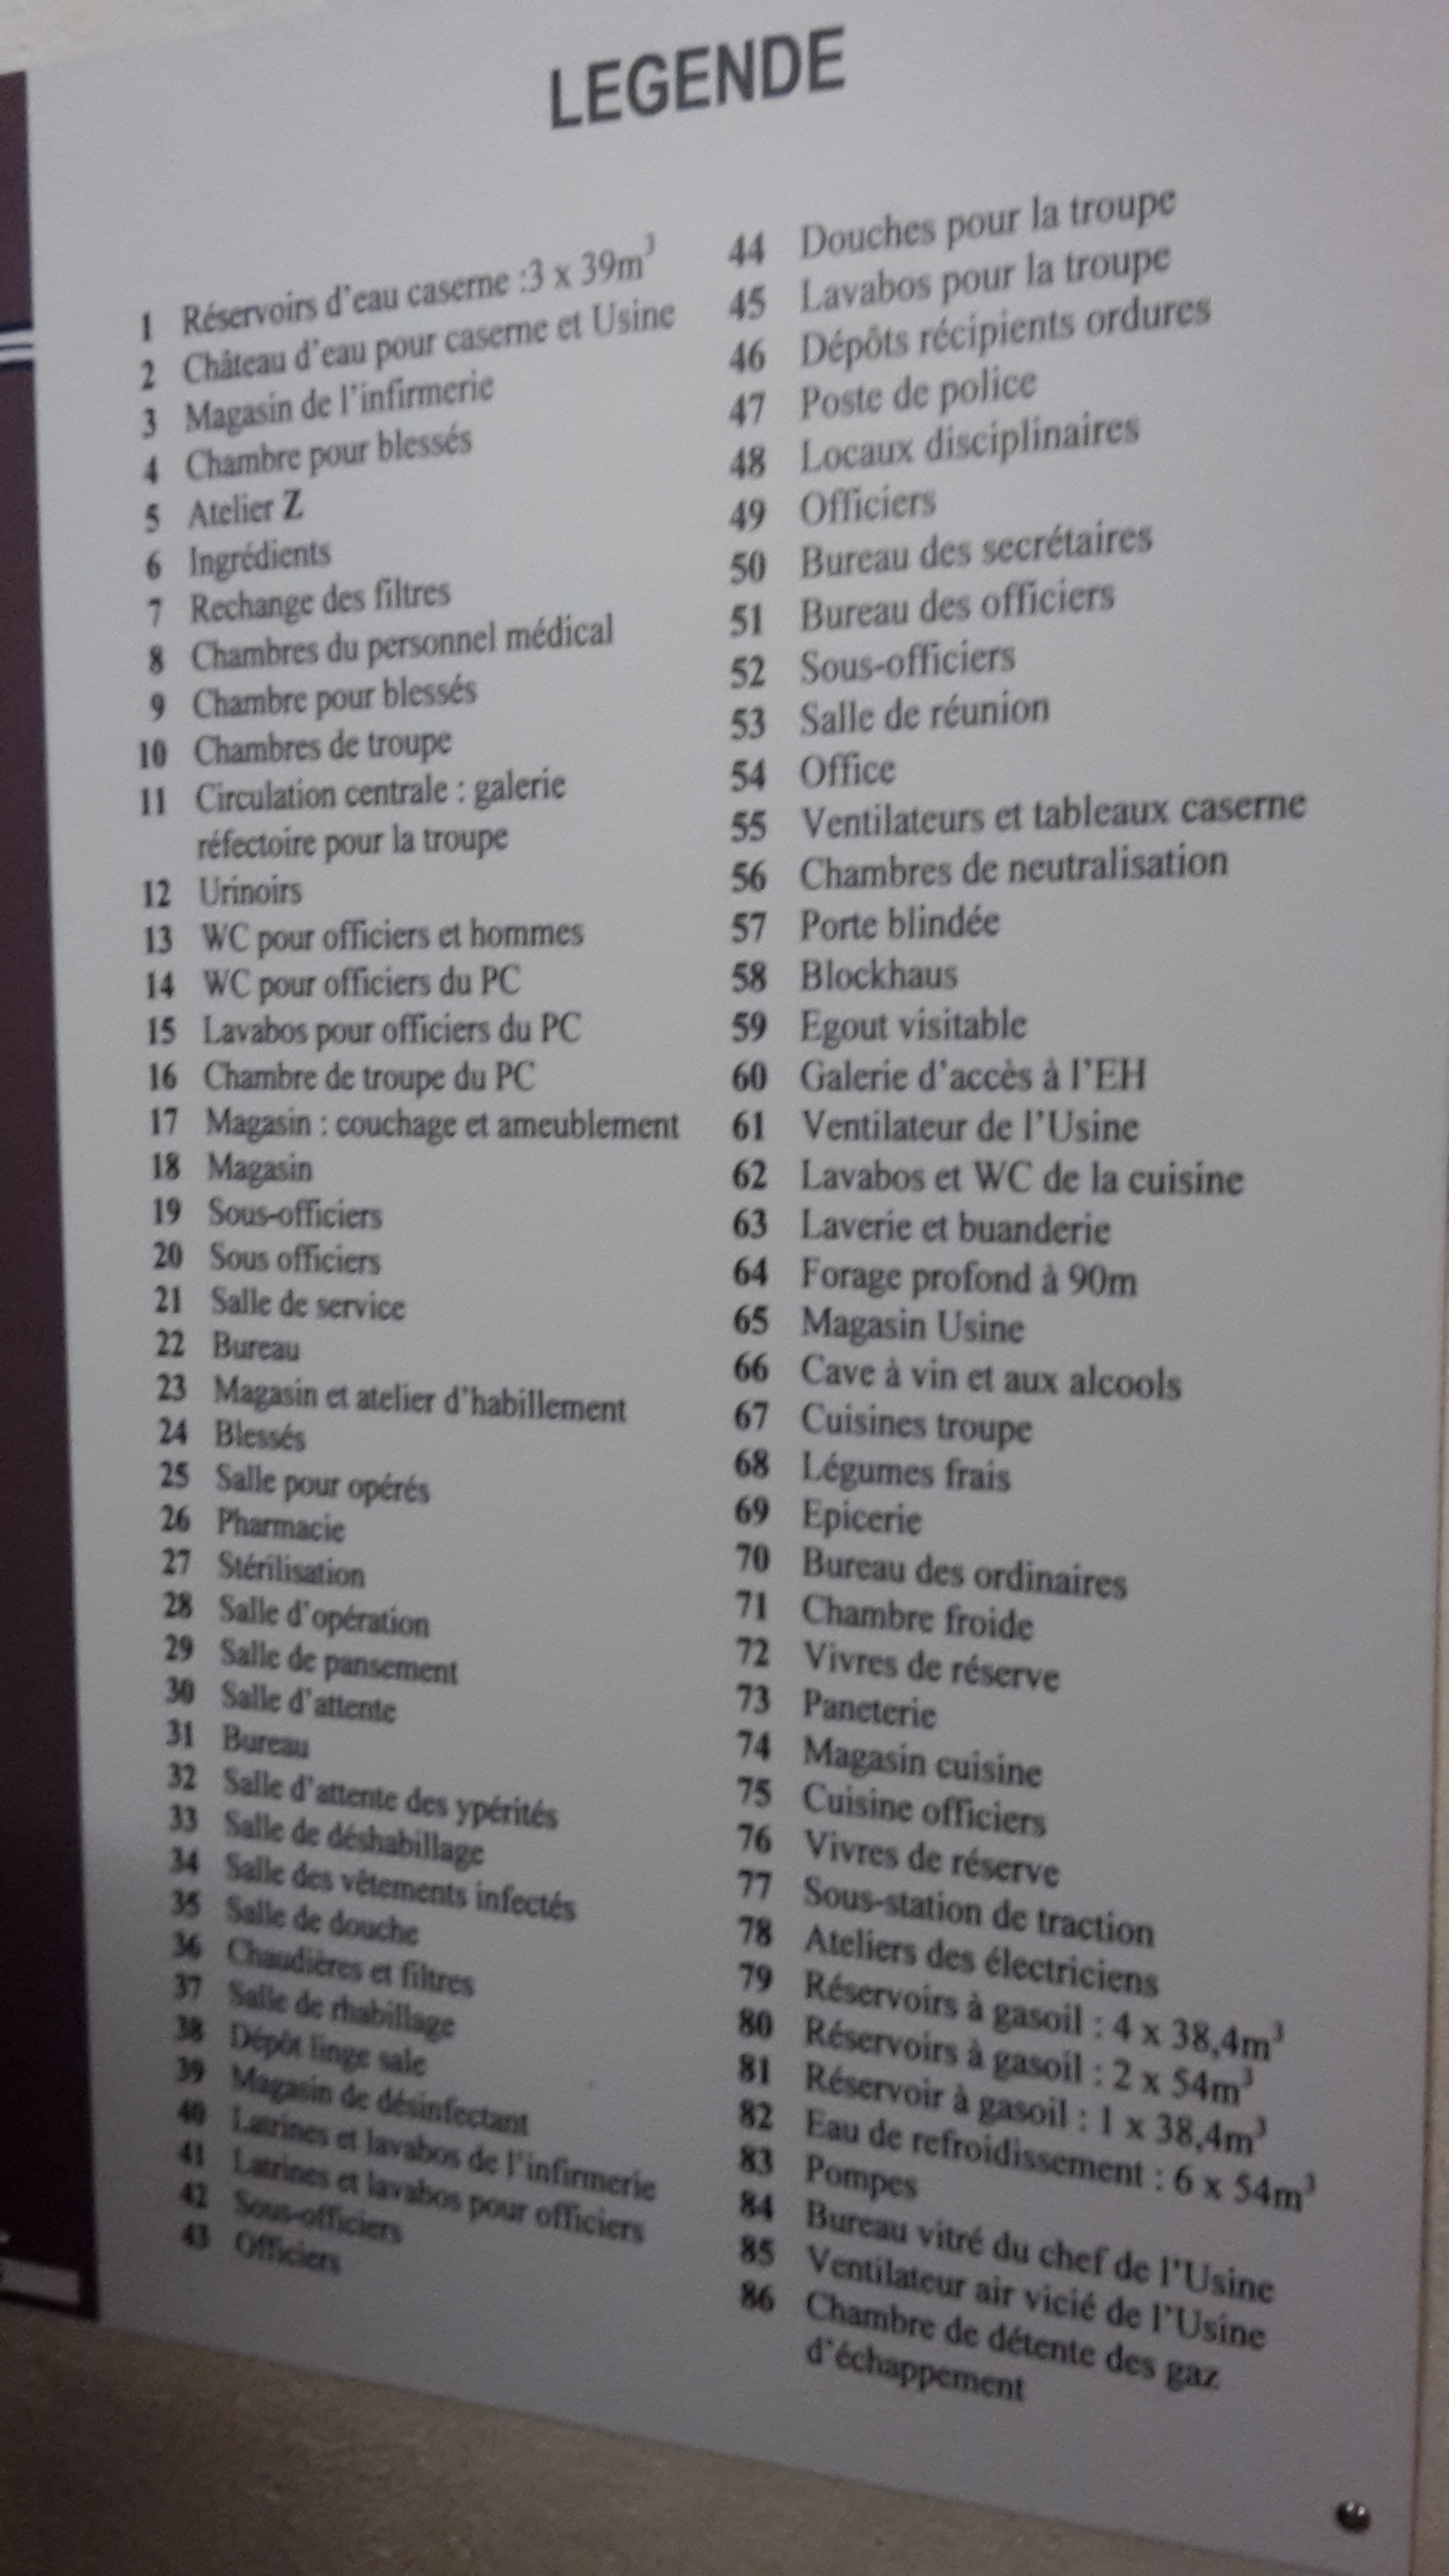 LEGENDE
1 Réservoirs d'eau caserne :3 x 39m³
2 Château d'eau pour caserne et Usine
3 Magasin de l'infirmerie
4 Chambre pour blessés
5 Atelier Z
6 Ingrédients
7 Rechange des filtres
8 Chambres du personnel médical
9 Chambre pour blessés
10 Chambres de troupe
11 Circulation centrale : galerie
réfectoire pour la troupe
12 Urinoirs
13 WC pour officiers et hommes
14 WC pour officiers du PC
15 Lavabos pour officiers du PC
16 Chambre de troupe du PC
17 Magasin : couchage et ameublement
18 Magasin
19 Sous-officiers
20 Sous officiers
21 Salle de service
22 Bureau
23 Magasin et atelier d'habillement
24 Blessés
25 Salle pour opérés
26 Pharmacie
27 Stérilisation
28 Salle d'opération
29 Salle de pansement
30 Salle d'attente
31 Bureau
32 Salle d'attente des ypérités
33 Salle de déshabillage
34 Salle des vêtements infectés
35 Salle de douche
36 Chaudières et filtres
37 Salle de rhabillage
38 Dépôt linge sale
39 Magasin de désinfectant
40 Latrines et lavabos de l'infirmerie
41 Latrines et lavabos pour officiers
42 Sous-officiers
43 Officiers
44 Douches pour la troupe
45 Lavabos pour la troupe
46 Dépôts récipients ordures
47 Poste de police
48 Locaux disciplinaires
49 Officiers
50 Bureau des secrétaires
51 Bureau des officiers
52 Sous-officiers
53 Salle de réunion
54 Office
55 Ventilateurs et tableaux caserne
56 Chambres de neutralisation
57 Porte blindée
58 Blockhaus
59 Egout visitable
60 Galerie d'accès à l'EH
61 Ventilateur de l'Usine
62 Lavabos et WC de la cuisine
63 Laverie et buanderie
64 Forage profond à 90m
65 Magasin Usine
66 Cave à vin et aux alcools
67 Cuisines troupe
68 Légumes frais
69 Epicerie
70 Bureau des ordinaires
71 Chambre froide
72 Vivres de réserve
73 Paneterie
74 Magasin cuisine
75 Cuisine officiers
76 Vivres de réserve
77 Sous-station de traction
78 Ateliers des électriciens
79 Réservoirs à gasoil : 4 x 38,4m³
80 Réservoirs à gasoil : 2 x 54m³
81 Réservoir à gasoil : 1 x 38,4m³
82 Eau de refroidissement : 6 x 54m³
83 Pompes
84 Bureau vitré du chef de l'Usine
85 Ventilateur air vicié de l'Usine
86 Chambre de détente des gaz
d'échappement